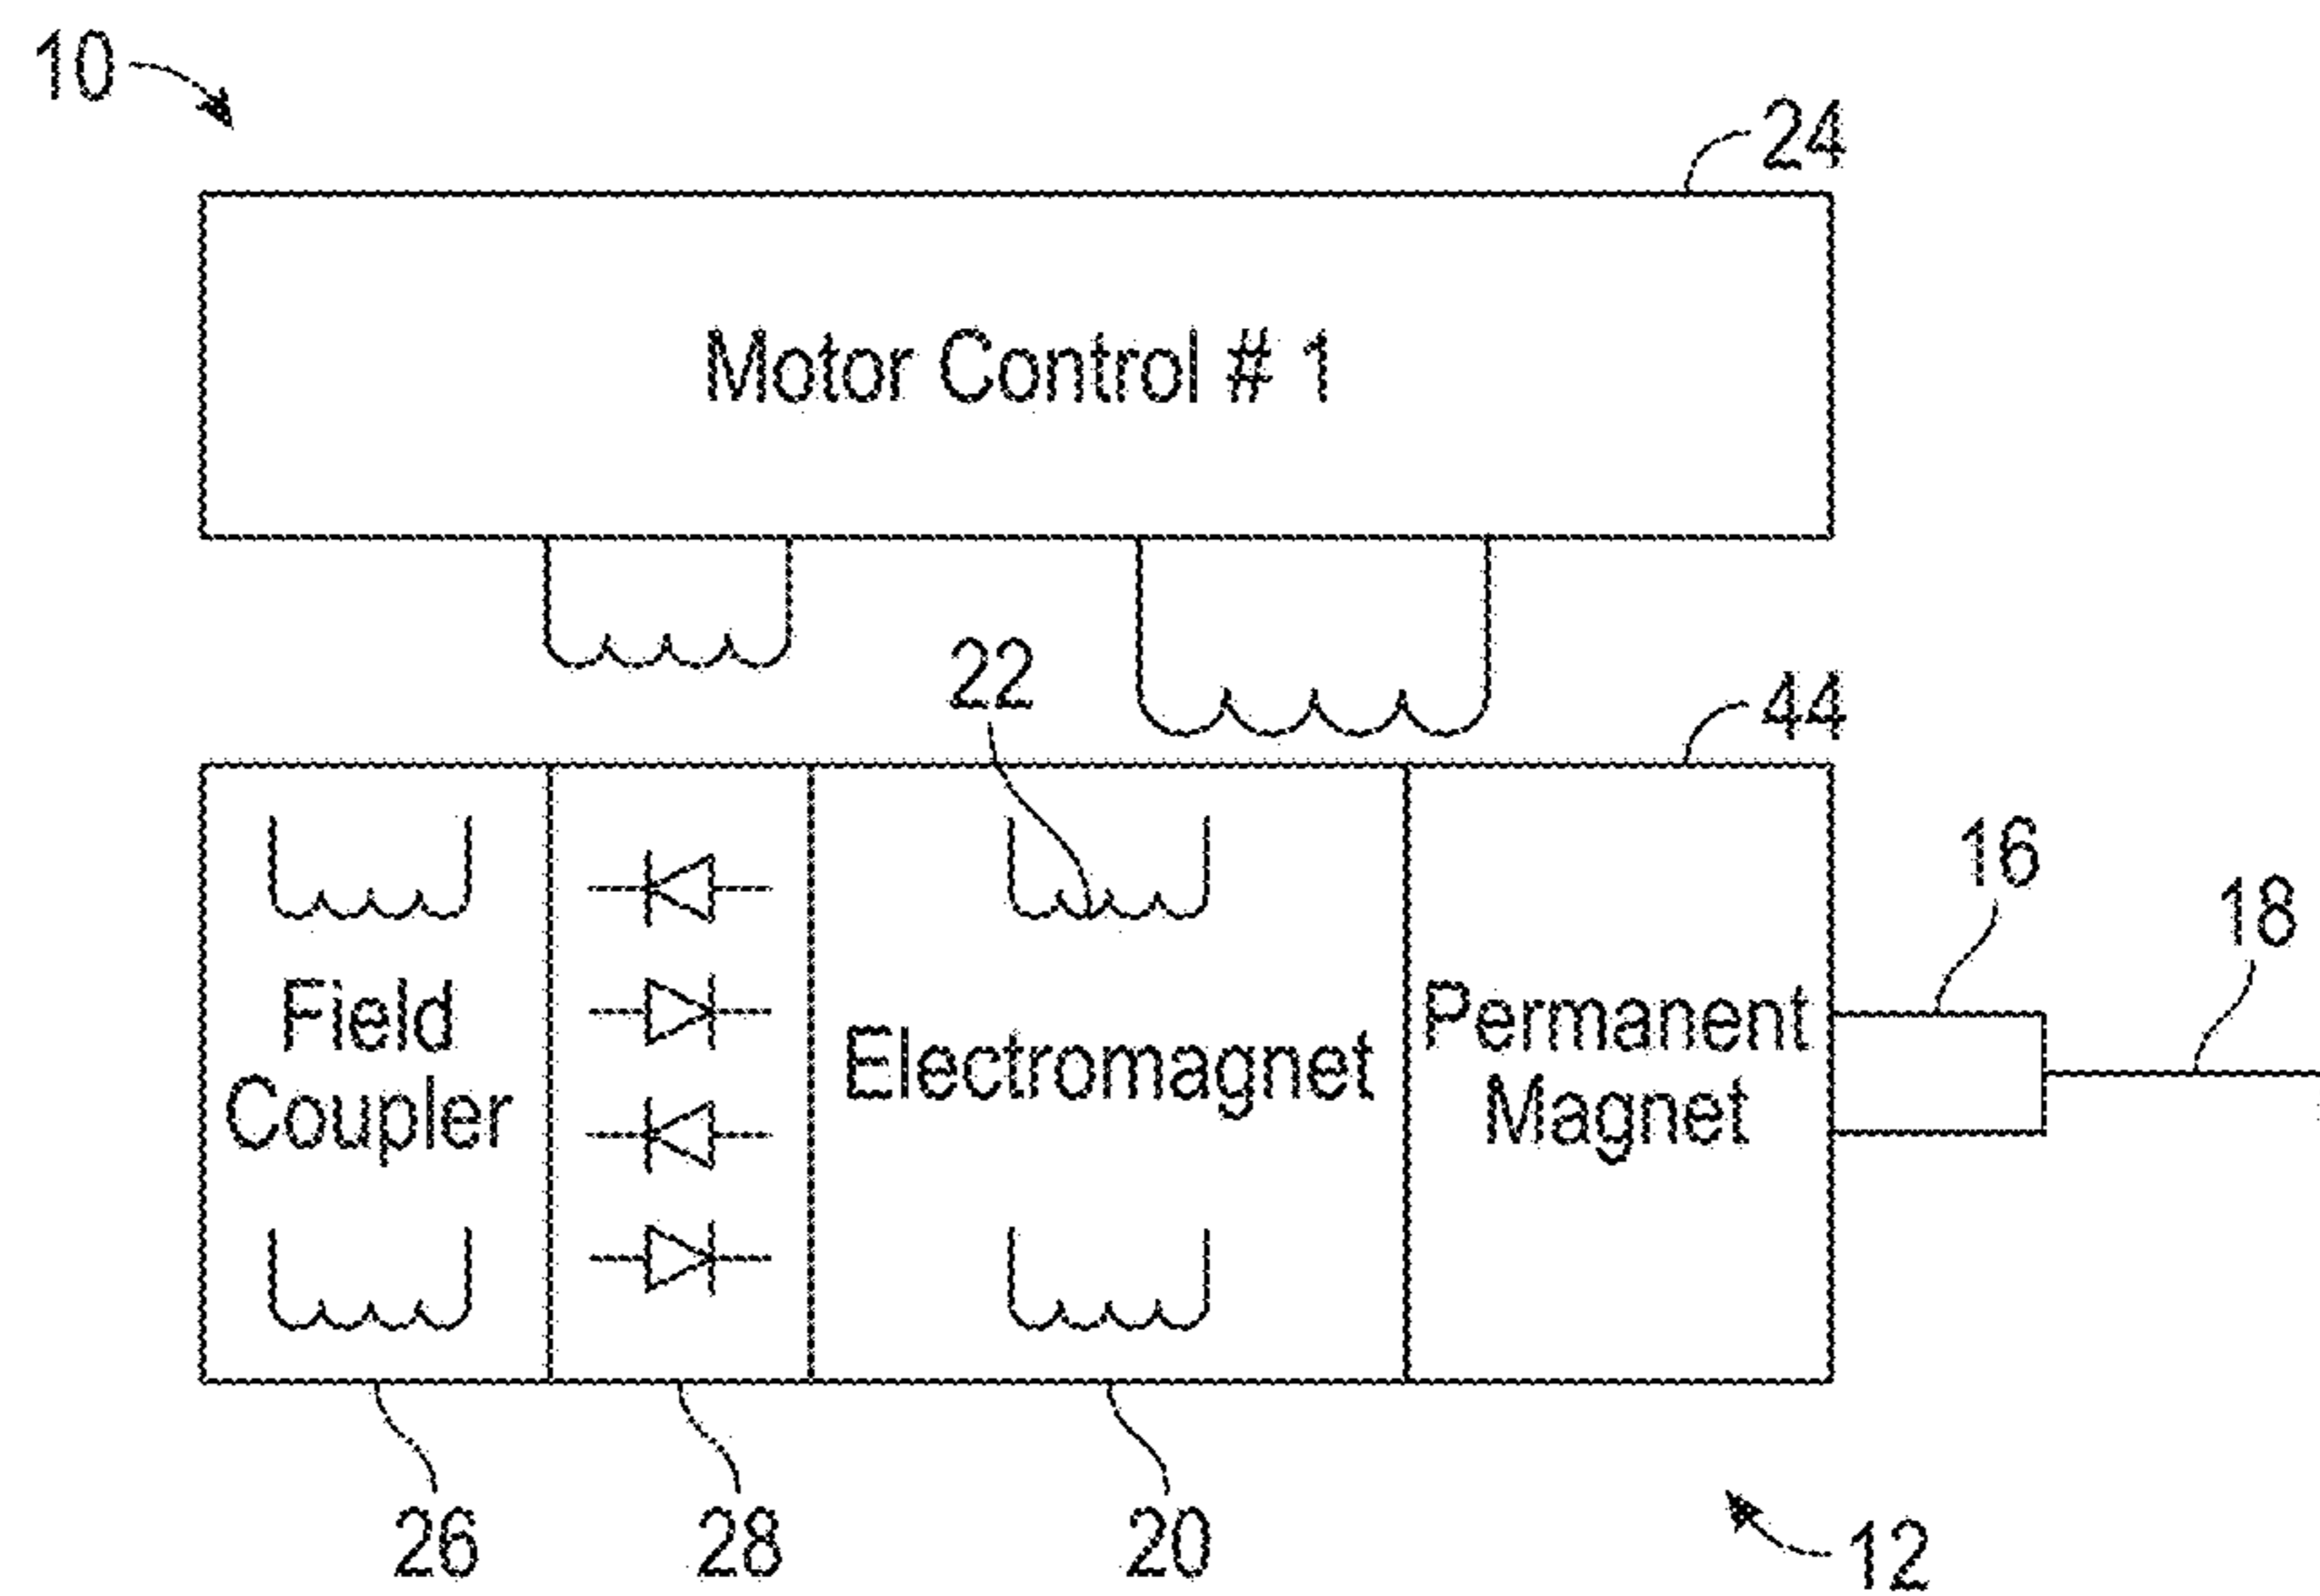 10
24
Motor Control # 1
22
44
16
18
Field
Coupler
Electromagnet
Permanent
Magnet
26
28
20
12